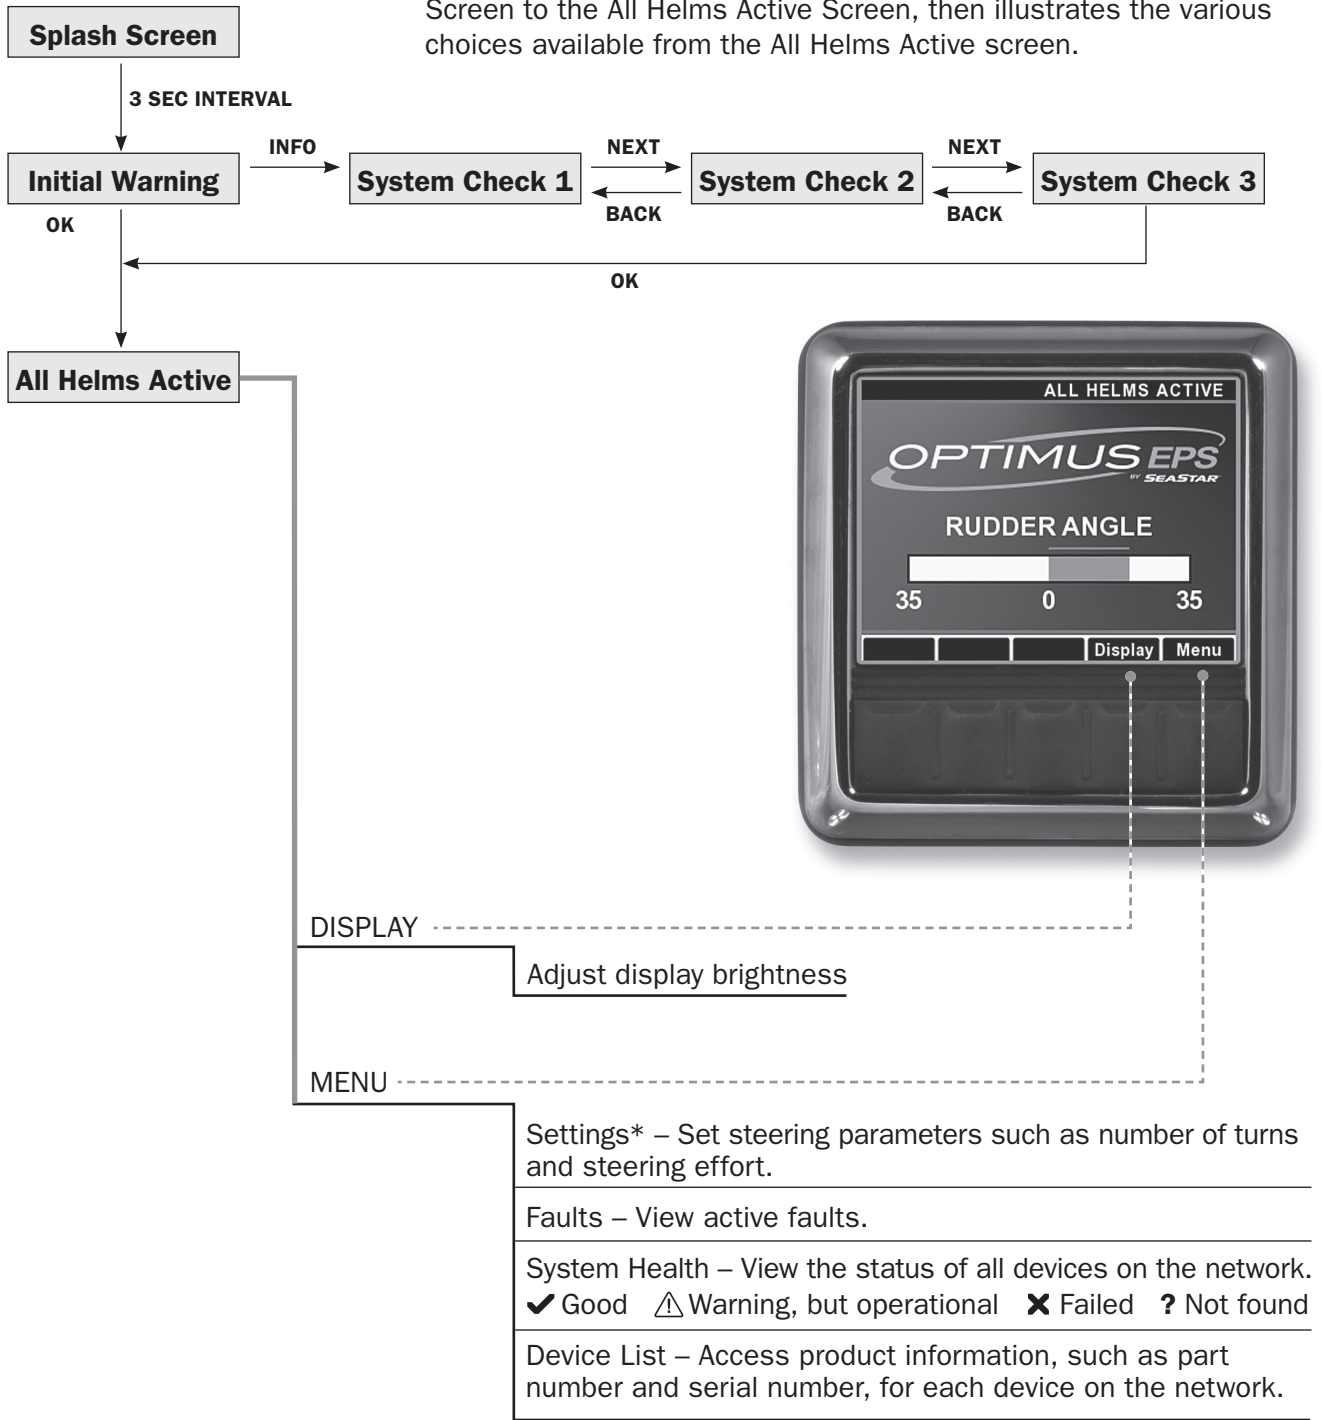 Screen to the All Helms Active Screen, then illustrates the various
choices available from the All Helms Active screen.
Splash Screen
3 SEC INTERVAL
Initial Warning
INFO
System Check 1
NEXT
BACK
System Check 2
NEXT
BACK
System Check 3
OK
OK
All Helms Active
ALL HELMS ACTIVE
OPTIMUS EPS
BY SEASTAR
RUDDER ANGLE
35 0 35
Display Menu
DISPLAY
Adjust display brightness
MENU
Settings* – Set steering parameters such as number of turns
and steering effort.
Faults – View active faults.
System Health – View the status of all devices on the network.
✔ Good ⚠ Warning, but operational ✖ Failed ? Not found
Device List – Access product information, such as part
number and serial number, for each device on the network.